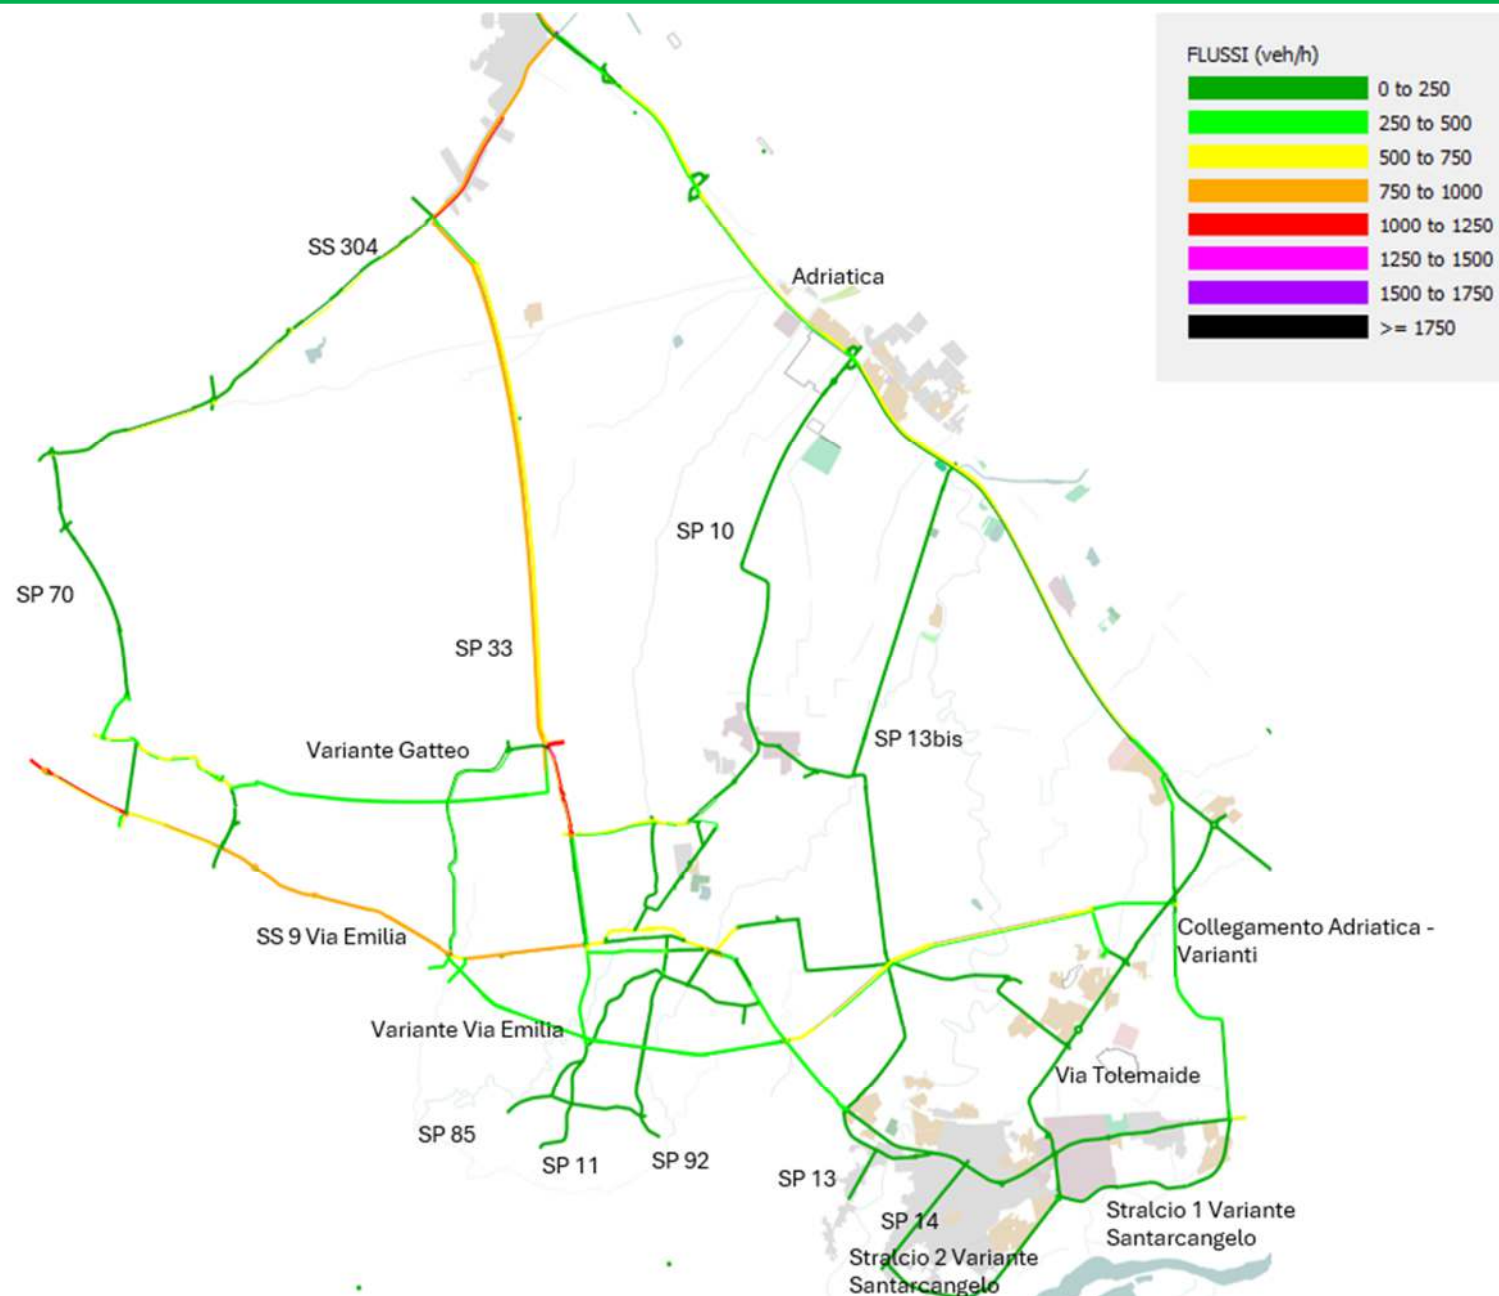 FLUSSI (veh/h)
0 to 250
250 to 500
500 to 750
750 to 1000
1000 to 1250
1250 to 1500
1500 to 1750
>= 1750
SS 304
Adriatica
SP 10
SP 70
SP 33
Variante Gatteo
SP 13bis
SS 9 Via Emilia
Collegamento Adriatica -
Varianti
Variante Via Emilia
Via Tolemaide
SP 85
SP 11
SP 92
SP 13
SP 14
Stralcio 1 Variante
Santarcangelo
Stralcio 2 Variante
Santarcangelo